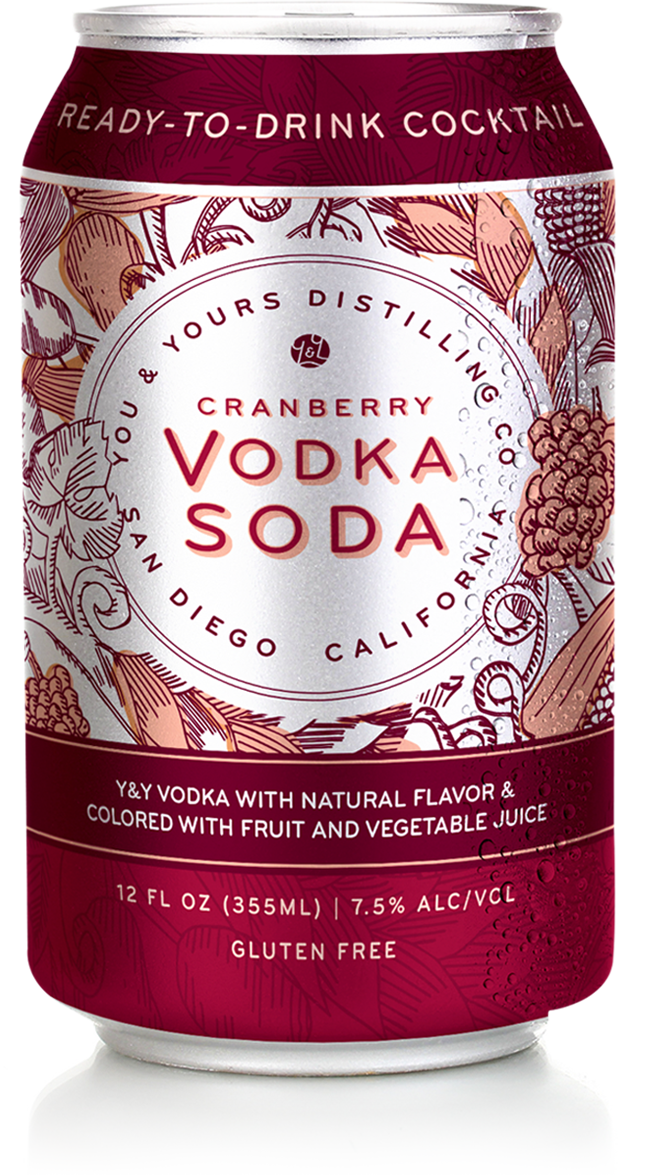 READY-TO-DRINK COCKTAIL
YOU & YOURS DISTILLING CO
Y&Y
CRANBERRY
VODKA
SODA
SAN DIEGO CALIFORNIA
Y&Y VODKA WITH NATURAL FLAVOR &
COLORED WITH FRUIT AND VEGETABLE JUICE
12 FL OZ (355ML) | 7.5% ALC/VOL
GLUTEN FREE